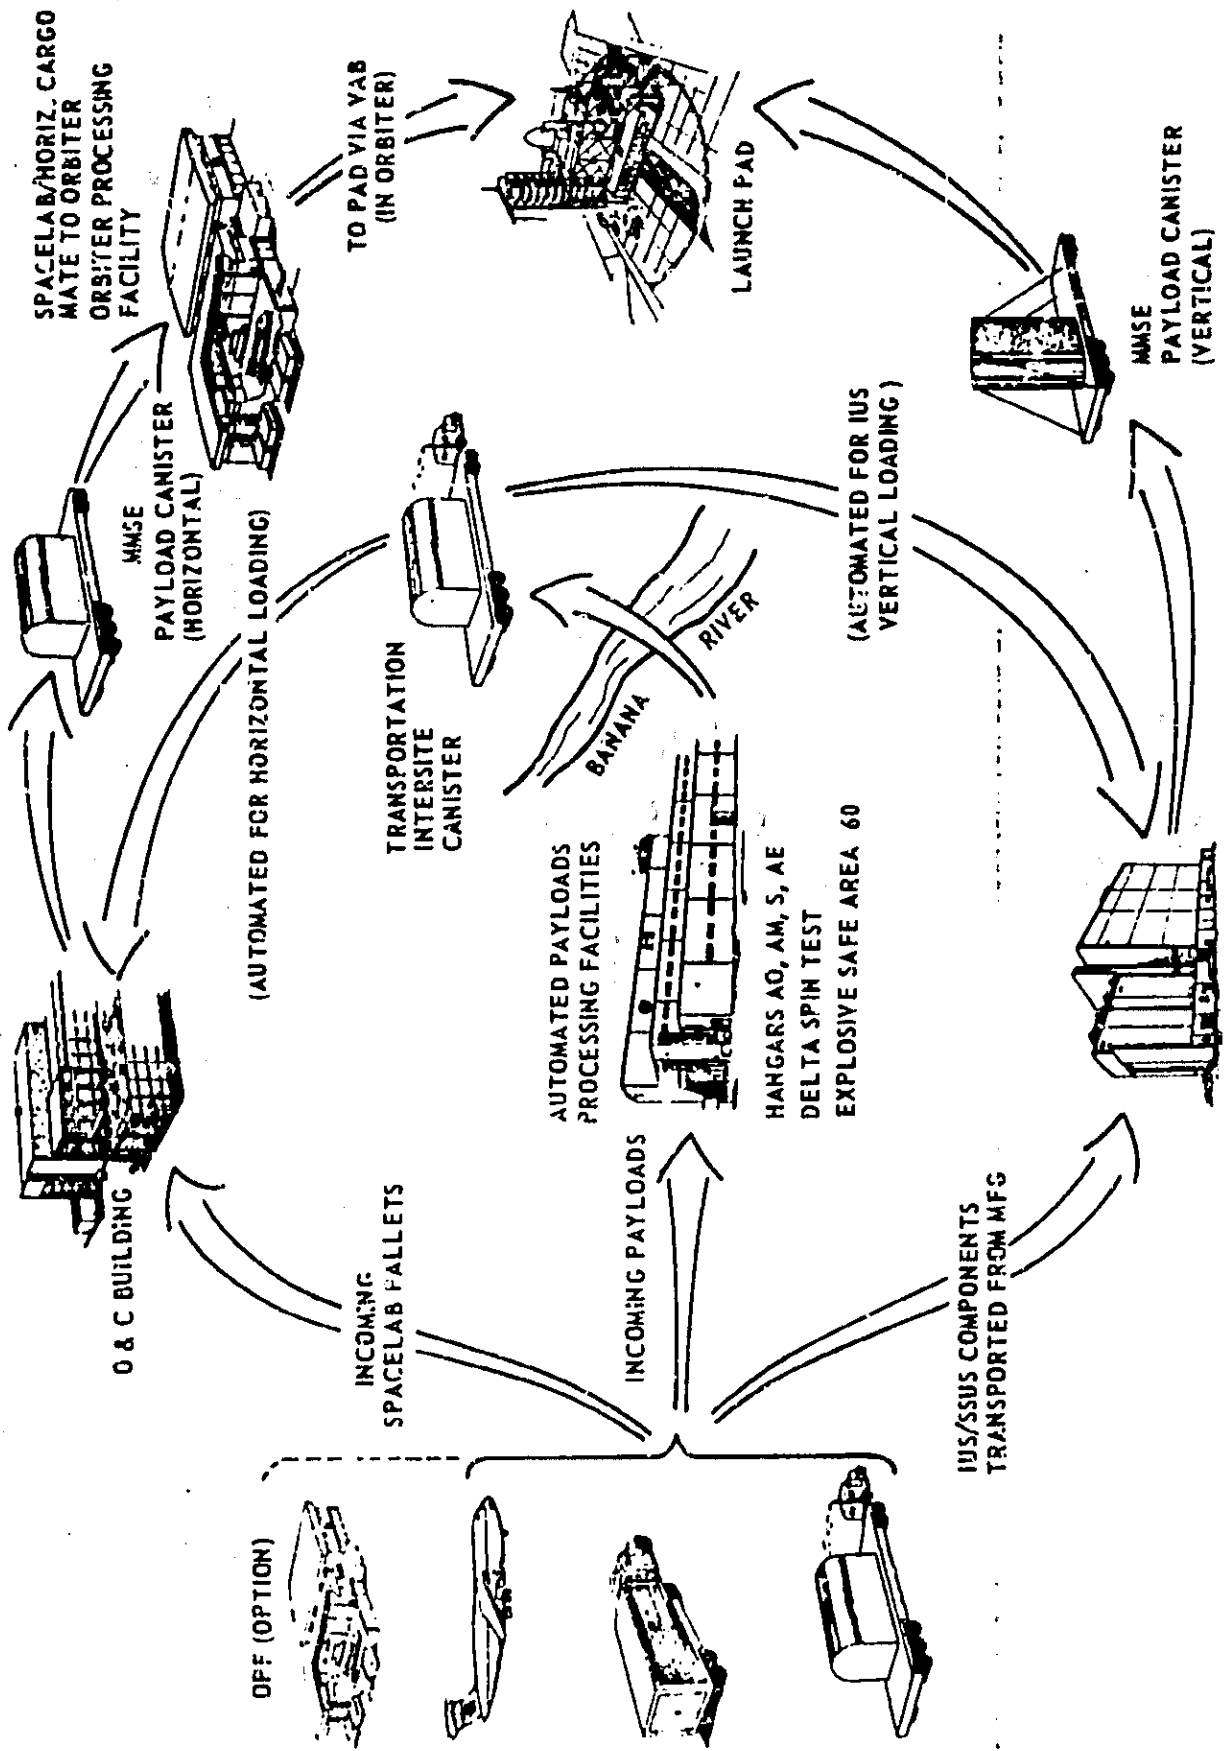 OPF (OPTION)
O & C BUILDING
INCOMING
SPACELAB PALLETS
INCOMING PAYLOADS
IUS/SSUS COMPONENTS
TRANSPORTED FROM MFG
AUTOMATED PAYLOADS
PROCESSING FACILITIES
HANGARS AO, AM, S, AE
DELTA SPIN TEST
EXPLOSIVE SAFE AREA 60
BANANA
RIVER
TRANSPORTATION
INTERSITE
CANISTER
(AUTOMATED FOR HORIZONTAL LOADING)
(AUTOMATED FOR IUS
VERTICAL LOADING)
MMSE
PAYLOAD CANISTER
(HORIZONTAL)
SPACELAB/HORIZ. CARGO
MATE TO ORBITER
ORBITER PROCESSING
FACILITY
TO PAD VIA VAB
(IN ORBITER)
LAUNCH PAD
MMSE
PAYLOAD CANISTER
(VERTICAL)